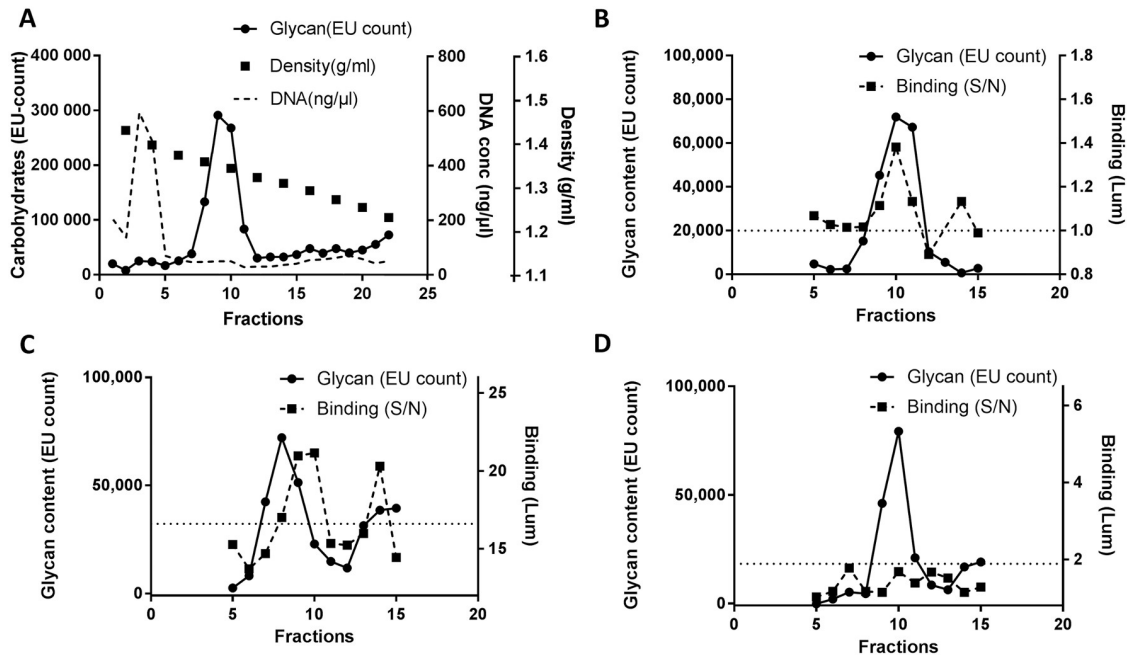 A
Glycan(EU count)
Density(g/ml)
DNA(ng/µl)
Carbohydrates (EU-count)
400 000
300 000
200 000
100 000
0
0 5 10 15 20 25
Fractions
800
600
400
200
0
DNA conc (ng/µl)
1.6
1.5
1.4
1.3
1.2
1.1
Density (g/ml)
B
Glycan (EU count)
Binding (S/N)
Glycan content (EU count)
100,000
80,000
60,000
40,000
20,000
0
0 5 10 15 20
Fractions
1.8
1.6
1.4
1.2
1.0
0.8
Binding (Lum)
C
Glycan (EU count)
Binding (S/N)
Glycan content (EU count)
100,000
50,000
0
0 5 10 15 20
Fractions
25
20
15
Binding (Lum)
D
Glycan (EU count)
Binding (S/N)
Glycan content (EU count)
100,000
50,000
0
0 5 10 15 20
Fractions
6
4
2
Binding (Lum)